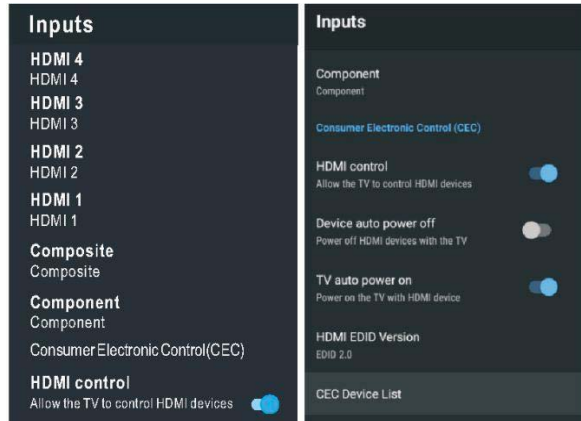 Inputs
HDMI 4
HDMI 4
HDMI 3
HDMI 3
HDMI 2
HDMI 2
HDMI 1
HDMI 1
Composite
Composite
Component
Component
Consumer Electronic Control(CEC)
HDMI control
Allow the TV to control HDMI devices
Inputs
Component
Component
Consumer Electronic Control (CEC)
HDMI control
Allow the TV to control HDMI devices
Device auto power off
Power off HDMI devices with the TV
TV auto power on
Power on the TV with HDMI device
HDMI EDID Version
EDID 2.0
CEC Device List